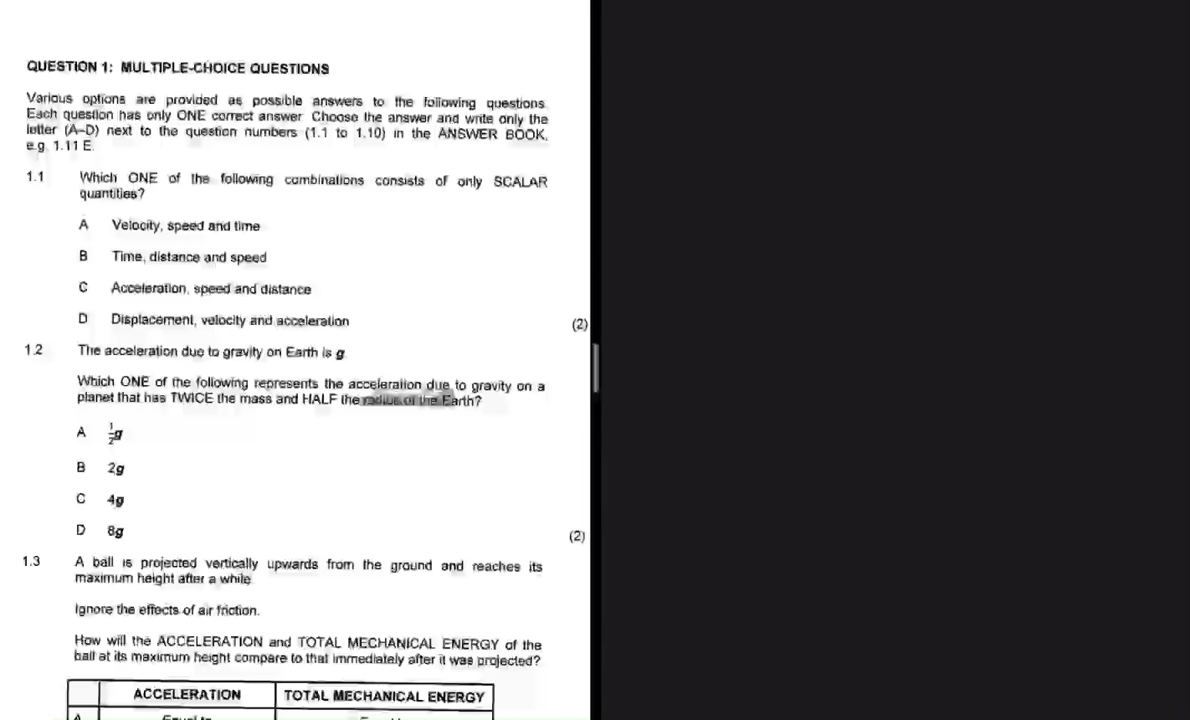 QUESTION 1: MULTIPLE-CHOICE QUESTIONS
Various options are provided as possible answers to the following questions.
Each question has only ONE correct answer. Choose the answer and write only the
letter (A–D) next to the question numbers (1.1 to 1.10) in the ANSWER BOOK,
e.g. 1.11 E.
1.1 Which ONE of the following combinations consists of only SCALAR
quantities?
A Velocity, speed and time
B Time, distance and speed
C Acceleration, speed and distance
D Displacement, velocity and acceleration (2)
1.2 The acceleration due to gravity on Earth is g.
Which ONE of the following represents the acceleration due to gravity on a
planet that has TWICE the mass and HALF the radius of the Earth?
A ½g
B 2g
C 4g
D 8g (2)
1.3 A ball is projected vertically upwards from the ground and reaches its
maximum height after a while.
Ignore the effects of air friction.
How will the ACCELERATION and TOTAL MECHANICAL ENERGY of the
ball at its maximum height compare to that immediately after it was projected?
ACCELERATION TOTAL MECHANICAL ENERGY
A Equal to